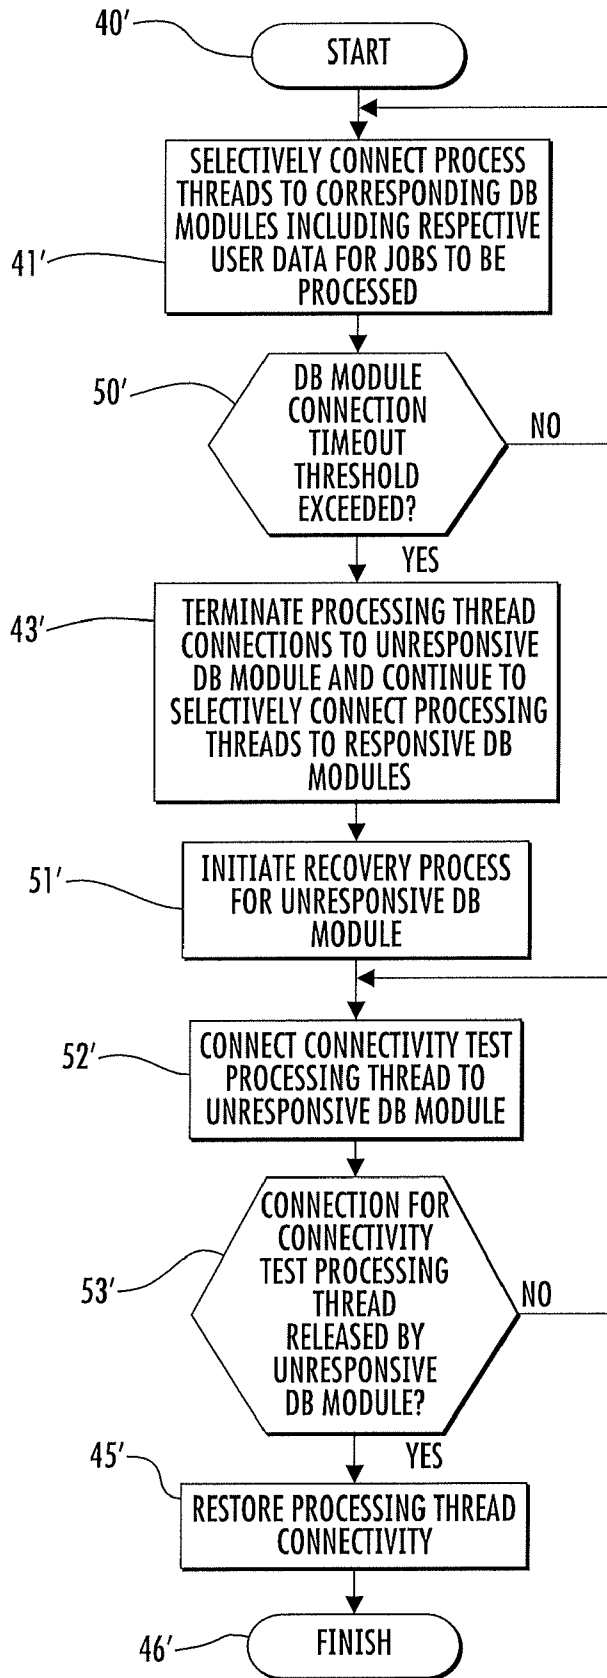 40'
START
SELECTIVELY CONNECT PROCESS
THREADS TO CORRESPONDING DB
MODULES INCLUDING RESPECTIVE
USER DATA FOR JOBS TO BE
PROCESSED
41'
50'
DB MODULE
CONNECTION
TIMEOUT
THRESHOLD
EXCEEDED?
NO
YES
43'
TERMINATE PROCESSING THREAD
CONNECTIONS TO UNRESPONSIVE
DB MODULE AND CONTINUE TO
SELECTIVELY CONNECT PROCESSING
THREADS TO RESPONSIVE DB
MODULES
51'
INITIATE RECOVERY PROCESS
FOR UNRESPONSIVE DB
MODULE
52'
CONNECT CONNECTIVITY TEST
PROCESSING THREAD TO
UNRESPONSIVE DB MODULE
53'
CONNECTION FOR
CONNECTIVITY
TEST PROCESSING
THREAD
RELEASED BY
UNRESPONSIVE
DB MODULE?
NO
YES
45'
RESTORE PROCESSING THREAD
CONNECTIVITY
46'
FINISH